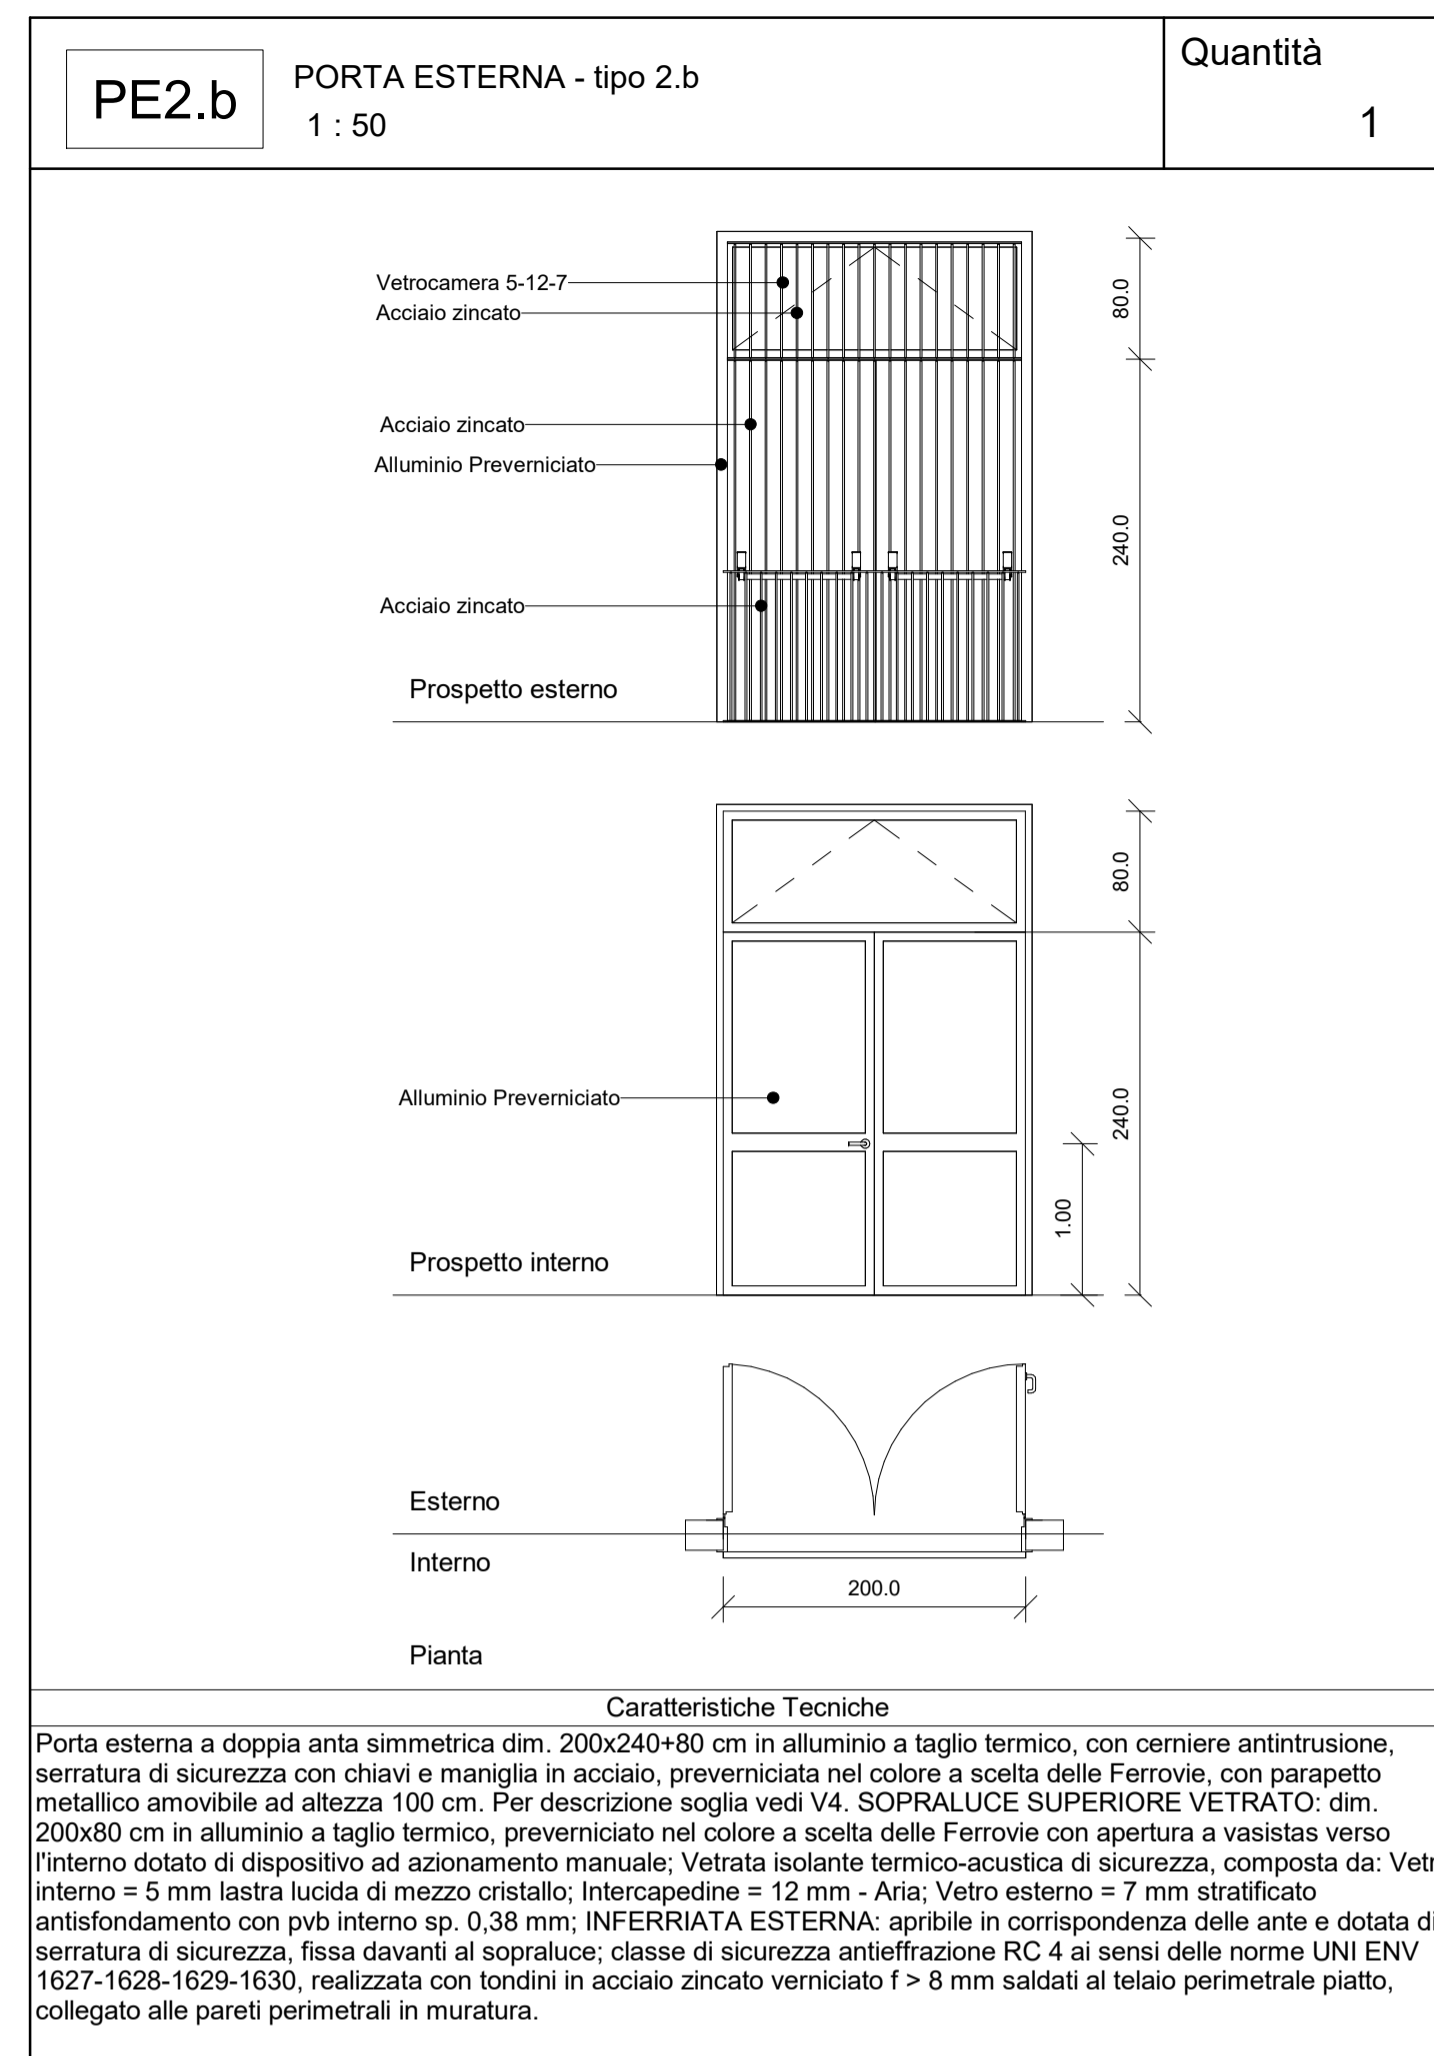 PE2.b
PORTA ESTERNA - tipo 2.b
1 : 50
Quantità
1
Vetrocamera 5-12-7
Acciaio zincato
Acciaio zincato
Alluminio Preverniciato
Acciaio zincato
Prospetto esterno
80.0
240.0
Alluminio Preverniciato
Prospetto interno
80.0
240.0
1.00
Esterno
Interno
200.0
Pianta
Caratteristiche Tecniche
Porta esterna a doppia anta simmetrica dim. 200x240+80 cm in alluminio a taglio termico, con cerniere antintrusione,
serratura di sicurezza con chiavi e maniglia in acciaio, preverniciata nel colore a scelta delle Ferrovie, con parapetto
metallico amovibile ad altezza 100 cm. Per descrizione soglia vedi V4. SOPRALUCE SUPERIORE VETRATO: dim.
200x80 cm in alluminio a taglio termico, preverniciato nel colore a scelta delle Ferrovie con apertura a vasistas verso
l'interno dotato di dispositivo ad azionamento manuale; Vetrata isolante termico-acustica di sicurezza, composta da: Vetr
interno = 5 mm lastra lucida di mezzo cristallo; Intercapedine = 12 mm - Aria; Vetro esterno = 7 mm stratificato
antisfondamento con pvb interno sp. 0,38 mm; INFERRIATA ESTERNA: apribile in corrispondenza delle ante e dotata di
serratura di sicurezza, fissa davanti al sopraluce; classe di sicurezza antieffrazione RC 4 ai sensi delle norme UNI ENV
1627-1628-1629-1630, realizzata con tondini in acciaio zincato verniciato f > 8 mm saldati al telaio perimetrale piatto,
collegato alle pareti perimetrali in muratura.